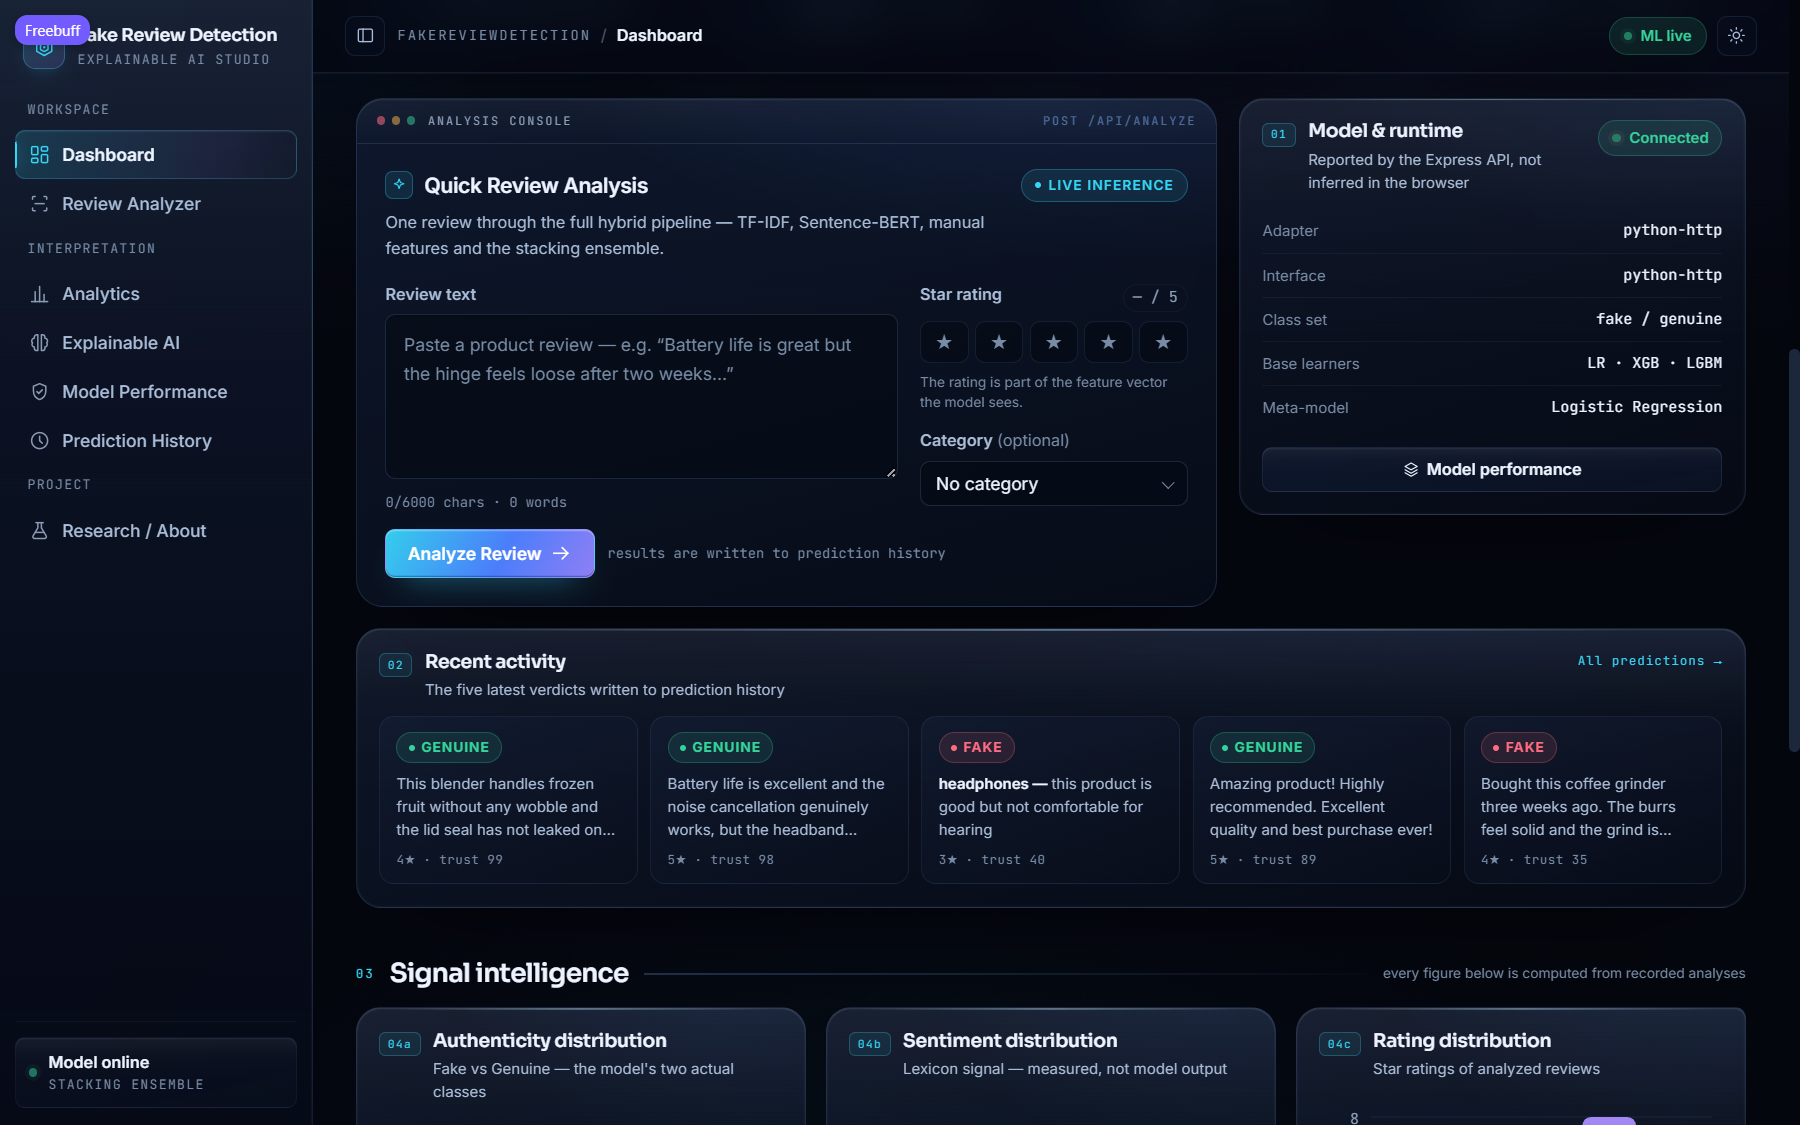 Freebuff
ake Review Detection
EXPLAINABLE AI STUDIO
WORKSPACE
Dashboard
Review Analyzer
INTERPRETATION
Analytics
Explainable AI
Model Performance
Prediction History
PROJECT
Research / About
Model online
STACKING ENSEMBLE
FAKEREVIEWDETECTION / Dashboard
ML live
ANALYSIS CONSOLE
POST /API/ANALYZE
Quick Review Analysis
LIVE INFERENCE
One review through the full hybrid pipeline — TF-IDF, Sentence-BERT, manual
features and the stacking ensemble.
Review text
Paste a product review — e.g. “Battery life is great but
the hinge feels loose after two weeks…”
0/6000 chars · 0 words
Star rating
— / 5
★ ★ ★ ★ ★
The rating is part of the feature vector
the model sees.
Category (optional)
No category
Analyze Review →
results are written to prediction history
01
Model & runtime
Connected
Reported by the Express API, not
inferred in the browser
Adapter python-http
Interface python-http
Class set fake / genuine
Base learners LR · XGB · LGBM
Meta-model Logistic Regression
Model performance
02
Recent activity
All predictions →
The five latest verdicts written to prediction history
GENUINE
This blender handles frozen
fruit without any wobble and
the lid seal has not leaked on...
4★ · trust 99
GENUINE
Battery life is excellent and the
noise cancellation genuinely
works, but the headband...
5★ · trust 98
FAKE
headphones — this product is
good but not comfortable for
hearing
3★ · trust 40
GENUINE
Amazing product! Highly
recommended. Excellent
quality and best purchase ever!
5★ · trust 89
FAKE
Bought this coffee grinder
three weeks ago. The burrs
feel solid and the grind is...
4★ · trust 35
03
Signal intelligence
every figure below is computed from recorded analyses
04a
Authenticity distribution
Fake vs Genuine — the model's two actual
classes
04b
Sentiment distribution
Lexicon signal — measured, not model output
04c
Rating distribution
Star ratings of analyzed reviews
8